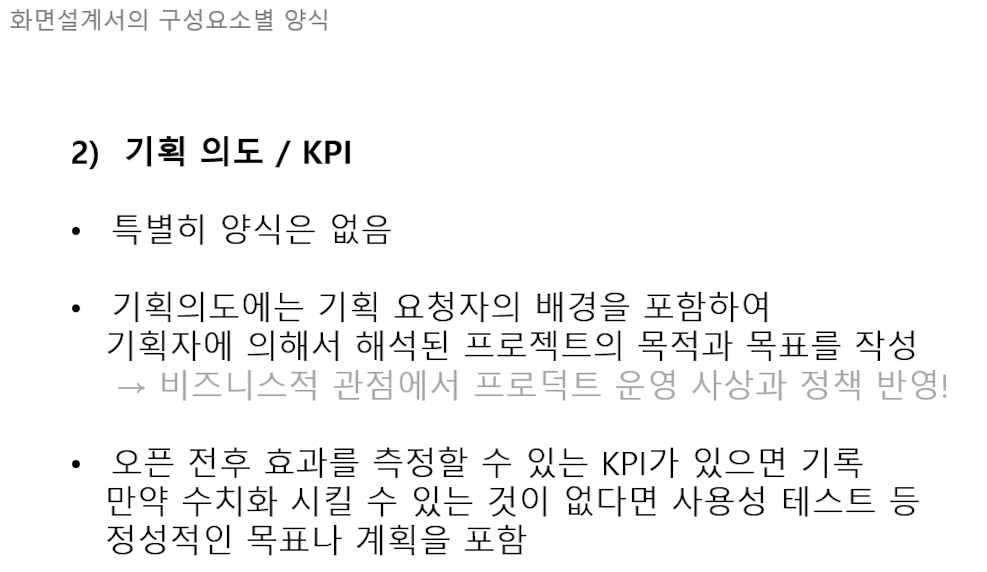 화면설계서의 구성요소별 양식
2) 기획 의도 / KPI
• 특별히 양식은 없음
• 기획의도에는 기획 요청자의 배경을 포함하여
기획자에 의해서 해석된 프로젝트의 목적과 목표를 작성
→ 비즈니스적 관점에서 프로덕트 운영 사상과 정책 반영!
• 오픈 전후 효과를 측정할 수 있는 KPI가 있으면 기록
만약 수치화 시킬 수 있는 것이 없다면 사용성 테스트 등
정성적인 목표나 계획을 포함